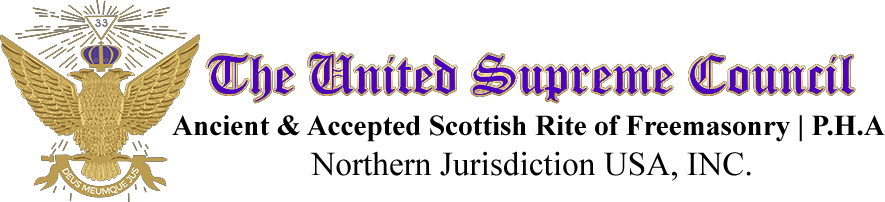 33
The United Supreme Council
Ancient & Accepted Scottish Rite of Freemasonry | P.H.A
Northern Jurisdiction USA, INC.
DEUS MEUMQUE JUS